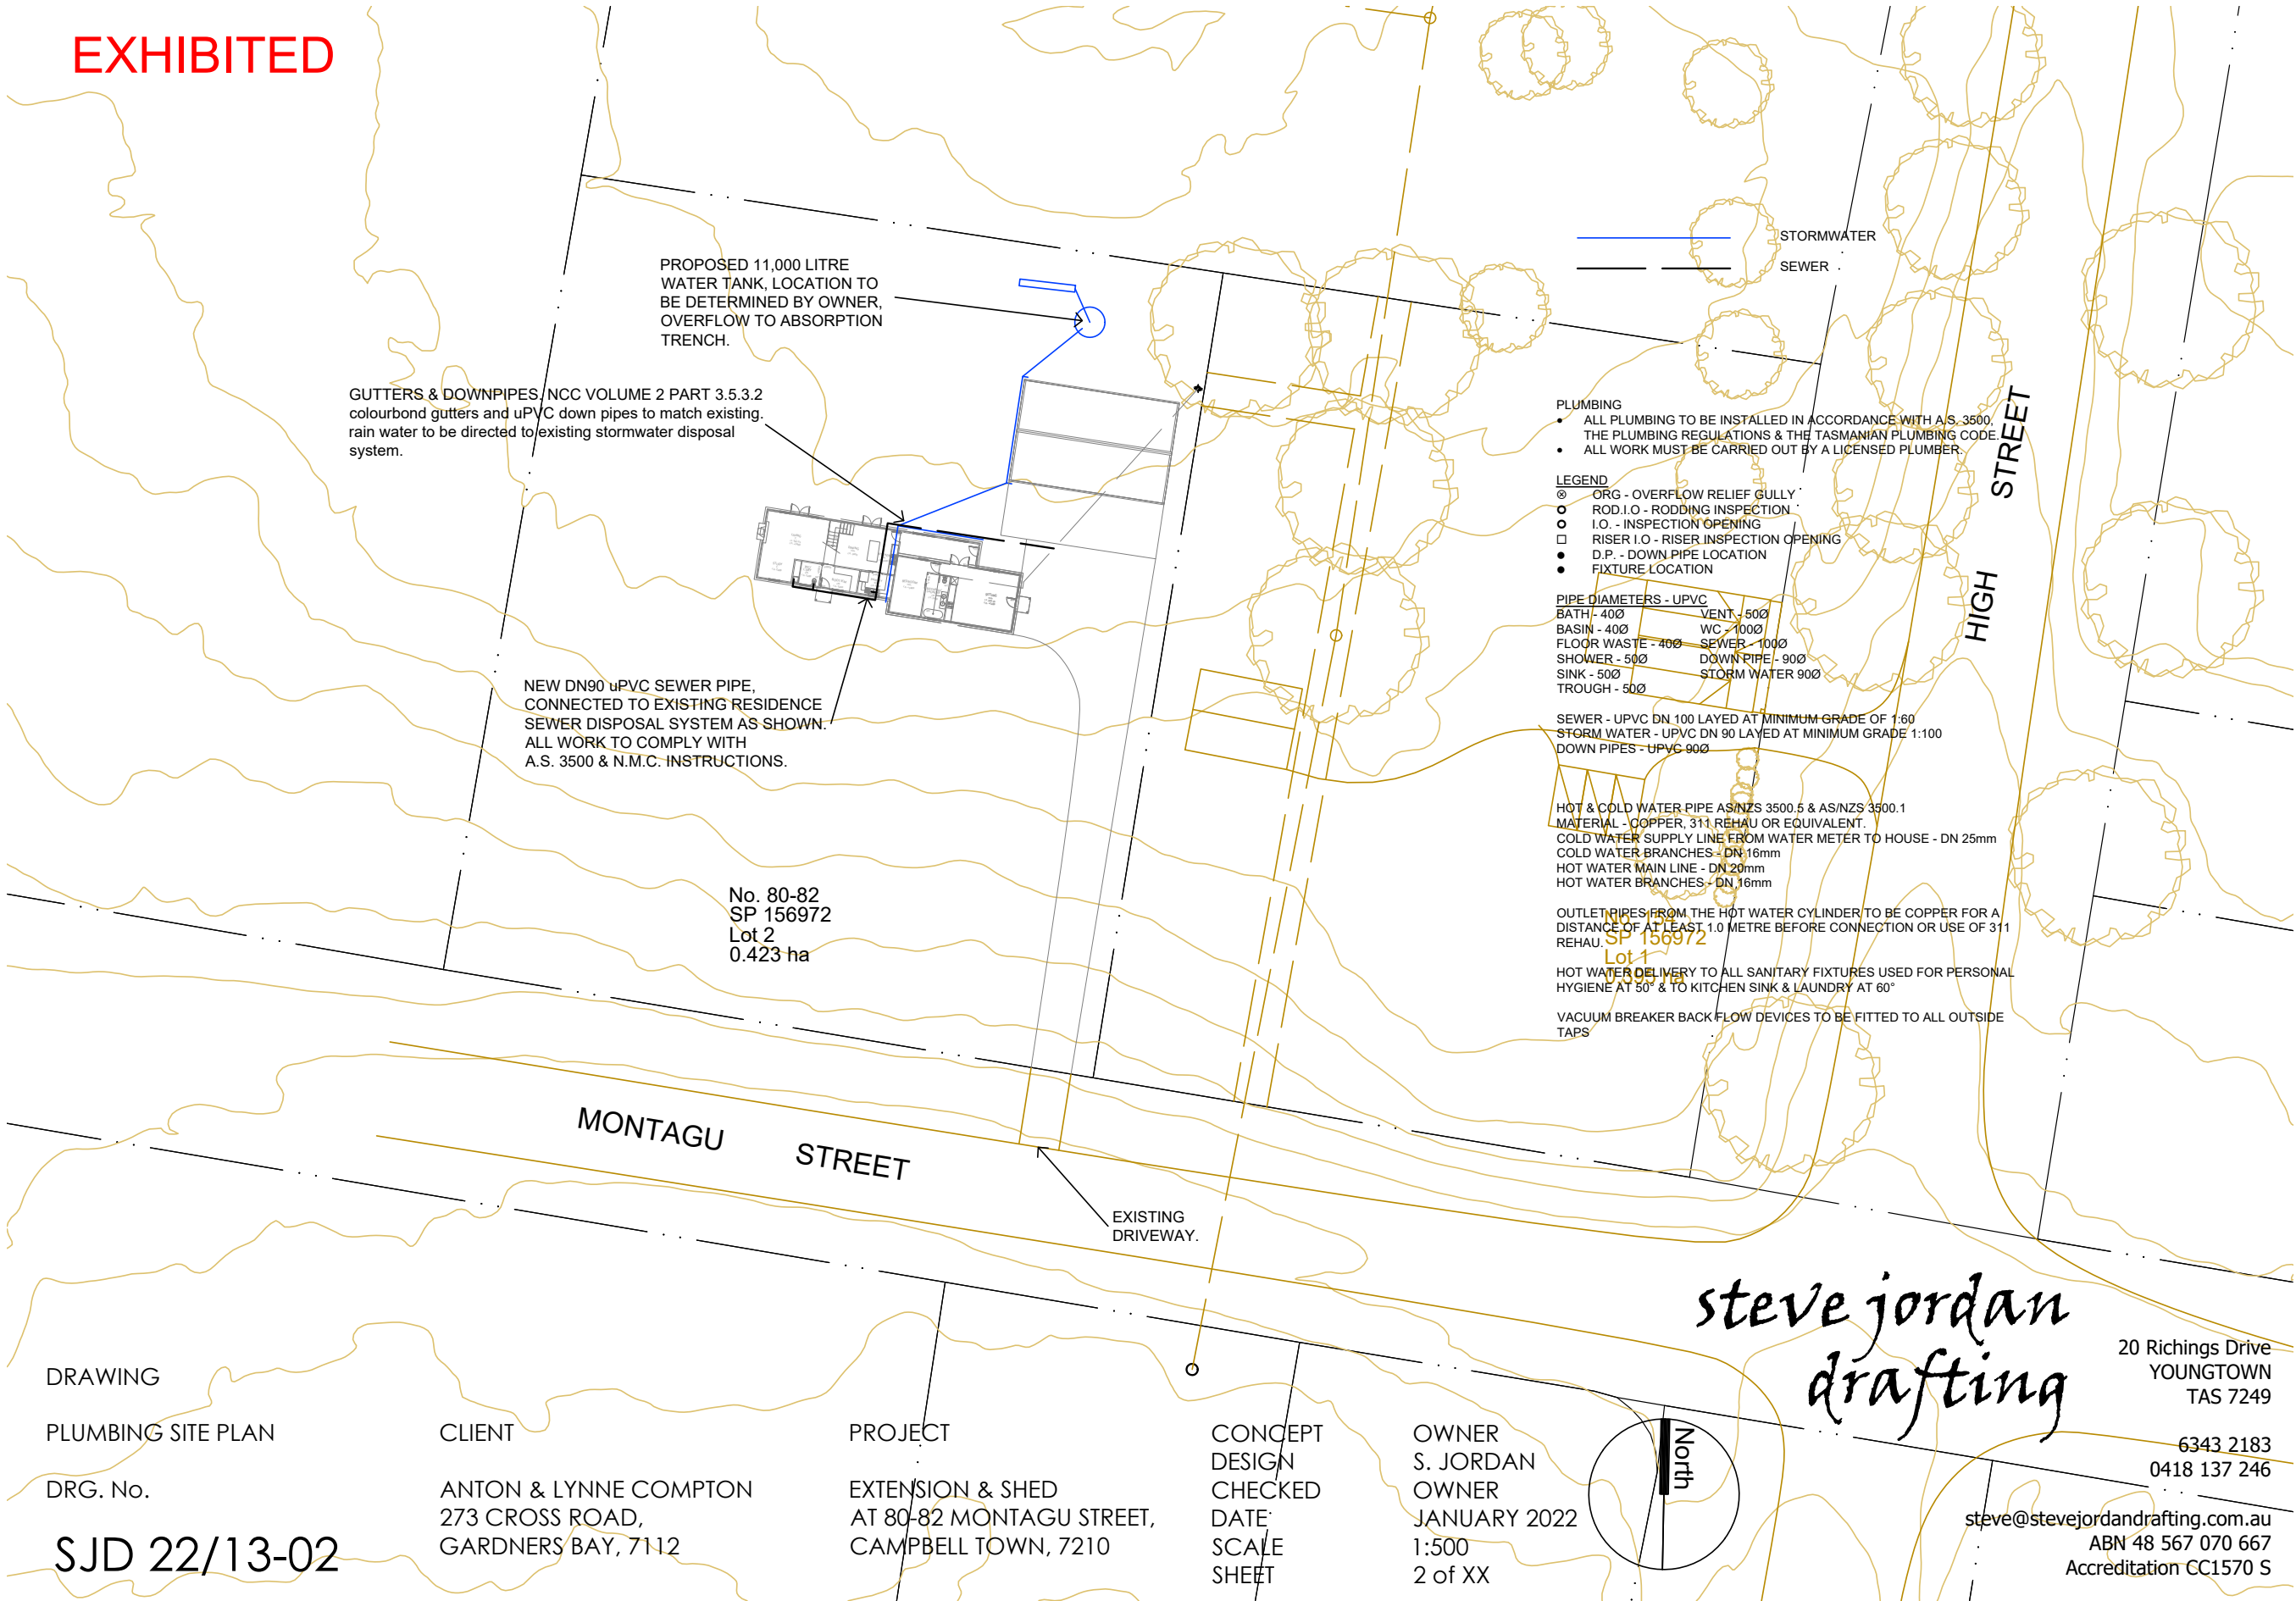 EXHIBITED
STORMWATER
SEWER
PROPOSED 11,000 LITRE
WATER TANK, LOCATION TO
BE DETERMINED BY OWNER,
OVERFLOW TO ABSORPTION
TRENCH.
GUTTERS & DOWNPIPES. NCC VOLUME 2 PART 3.5.3.2
colourbond gutters and uPVC down pipes to match existing.
rain water to be directed to existing stormwater disposal
system.
NEW DN90 uPVC SEWER PIPE,
CONNECTED TO EXISTING RESIDENCE
SEWER DISPOSAL SYSTEM AS SHOWN.
ALL WORK TO COMPLY WITH
A.S. 3500 & N.M.C. INSTRUCTIONS.
No. 80-82
SP 156972
Lot 2
0.423 ha
PLUMBING
• ALL PLUMBING TO BE INSTALLED IN ACCORDANCE WITH A.S. 3500,
THE PLUMBING REGULATIONS & THE TASMANIAN PLUMBING CODE.
• ALL WORK MUST BE CARRIED OUT BY A LICENSED PLUMBER.
LEGEND
⊗ ORG - OVERFLOW RELIEF GULLY
O ROD.I.O - RODDING INSPECTION
O I.O. - INSPECTION OPENING
□ RISER I.O - RISER INSPECTION OPENING
● D.P. - DOWN PIPE LOCATION
● FIXTURE LOCATION
PIPE DIAMETERS - UPVC
BATH - 40Ø VENT - 50Ø
BASIN - 40Ø WC - 100Ø
FLOOR WASTE - 40Ø SEWER - 100Ø
SHOWER - 50Ø DOWN PIPE - 90Ø
SINK - 50Ø STORM WATER 90Ø
TROUGH - 50Ø
SEWER - UPVC DN 100 LAYED AT MINIMUM GRADE OF 1:60
STORM WATER - UPVC DN 90 LAYED AT MINIMUM GRADE 1:100
DOWN PIPES - UPVC 90Ø
HOT & COLD WATER PIPE AS/NZS 3500.5 & AS/NZS 3500.1
MATERIAL - COPPER, 311 REHAU OR EQUIVALENT.
COLD WATER SUPPLY LINE FROM WATER METER TO HOUSE - DN 25mm
COLD WATER BRANCHES - DN 16mm
HOT WATER MAIN LINE - DN 20mm
HOT WATER BRANCHES - DN 16mm
OUTLET PIPES FROM THE HOT WATER CYLINDER TO BE COPPER FOR A
DISTANCE OF AT LEAST 1.0 METRE BEFORE CONNECTION OR USE OF 311
REHAU.
HOT WATER DELIVERY TO ALL SANITARY FIXTURES USED FOR PERSONAL
HYGIENE AT 50° & TO KITCHEN SINK & LAUNDRY AT 60°
VACUUM BREAKER BACK FLOW DEVICES TO BE FITTED TO ALL OUTSIDE
TAPS
No. 154
SP 156972
Lot 1
0.395 ha
HIGH STREET
MONTAGU STREET
EXISTING
DRIVEWAY.
DRAWING
PLUMBING SITE PLAN
DRG. No.
SJD 22/13-02
CLIENT
ANTON & LYNNE COMPTON
273 CROSS ROAD,
GARDNERS BAY, 7112
PROJECT
EXTENSION & SHED
AT 80-82 MONTAGU STREET,
CAMPBELL TOWN, 7210
CONCEPT OWNER
DESIGN S. JORDAN
CHECKED OWNER
DATE JANUARY 2022
SCALE 1:500
SHEET 2 of XX
North
steve jordan
drafting
20 Richings Drive
YOUNGTOWN
TAS 7249
6343 2183
0418 137 246
steve@stevejordandrafting.com.au
ABN 48 567 070 667
Accreditation CC1570 S